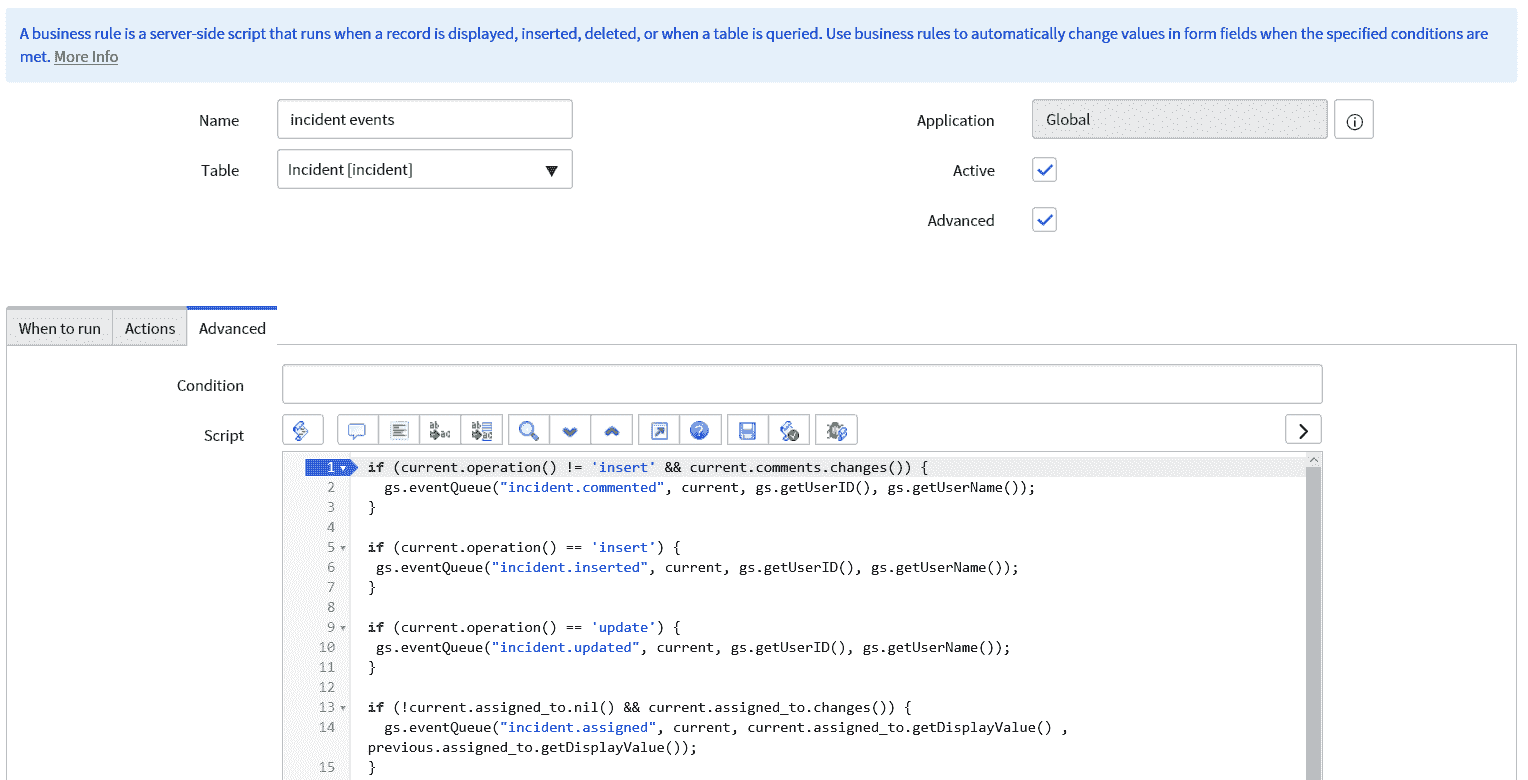 A business rule is a server-side script that runs when a record is displayed, inserted, deleted, or when a table is queried. Use business rules to automatically change values in form fields when the specified conditions are
met. More Info
Name
incident events
Application
Global
Table
Incident [incident]
Active
Advanced
When to run
Actions
Advanced
Condition
Script
1 if (current.operation() != 'insert' && current.comments.changes()) {
2 gs.eventQueue("incident.commented", current, gs.getUserID(), gs.getUserName());
3 }
4
5 if (current.operation() == 'insert') {
6 gs.eventQueue("incident.inserted", current, gs.getUserID(), gs.getUserName());
7 }
8
9 if (current.operation() == 'update') {
10 gs.eventQueue("incident.updated", current, gs.getUserID(), gs.getUserName());
11 }
12
13 if (!current.assigned_to.nil() && current.assigned_to.changes()) {
14 gs.eventQueue("incident.assigned", current, current.assigned_to.getDisplayValue() ,
previous.assigned_to.getDisplayValue());
15 }